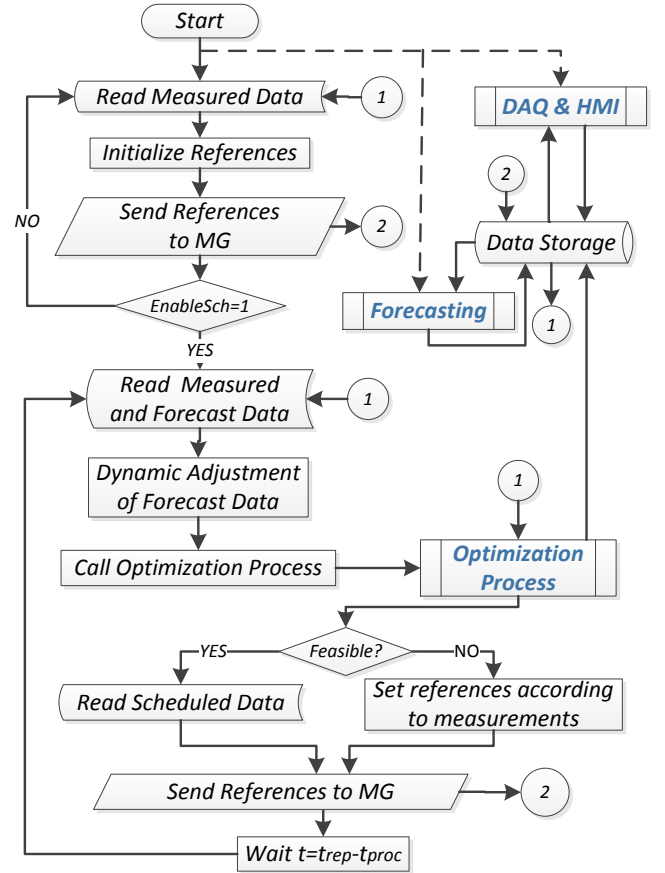 Start
Read Measured Data
1
DAQ & HMI
Initialize References
2
NO
Send References
to MG
2
Data Storage
EnableSch=1
Forecasting
1
YES
Read Measured
and Forecast Data
1
Dynamic Adjustment
of Forecast Data
1
Call Optimization Process
Optimization
Process
Feasible?
YES
NO
Read Scheduled Data
Set references according
to measurements
Send References to MG
2
Wait t=trep-tproc